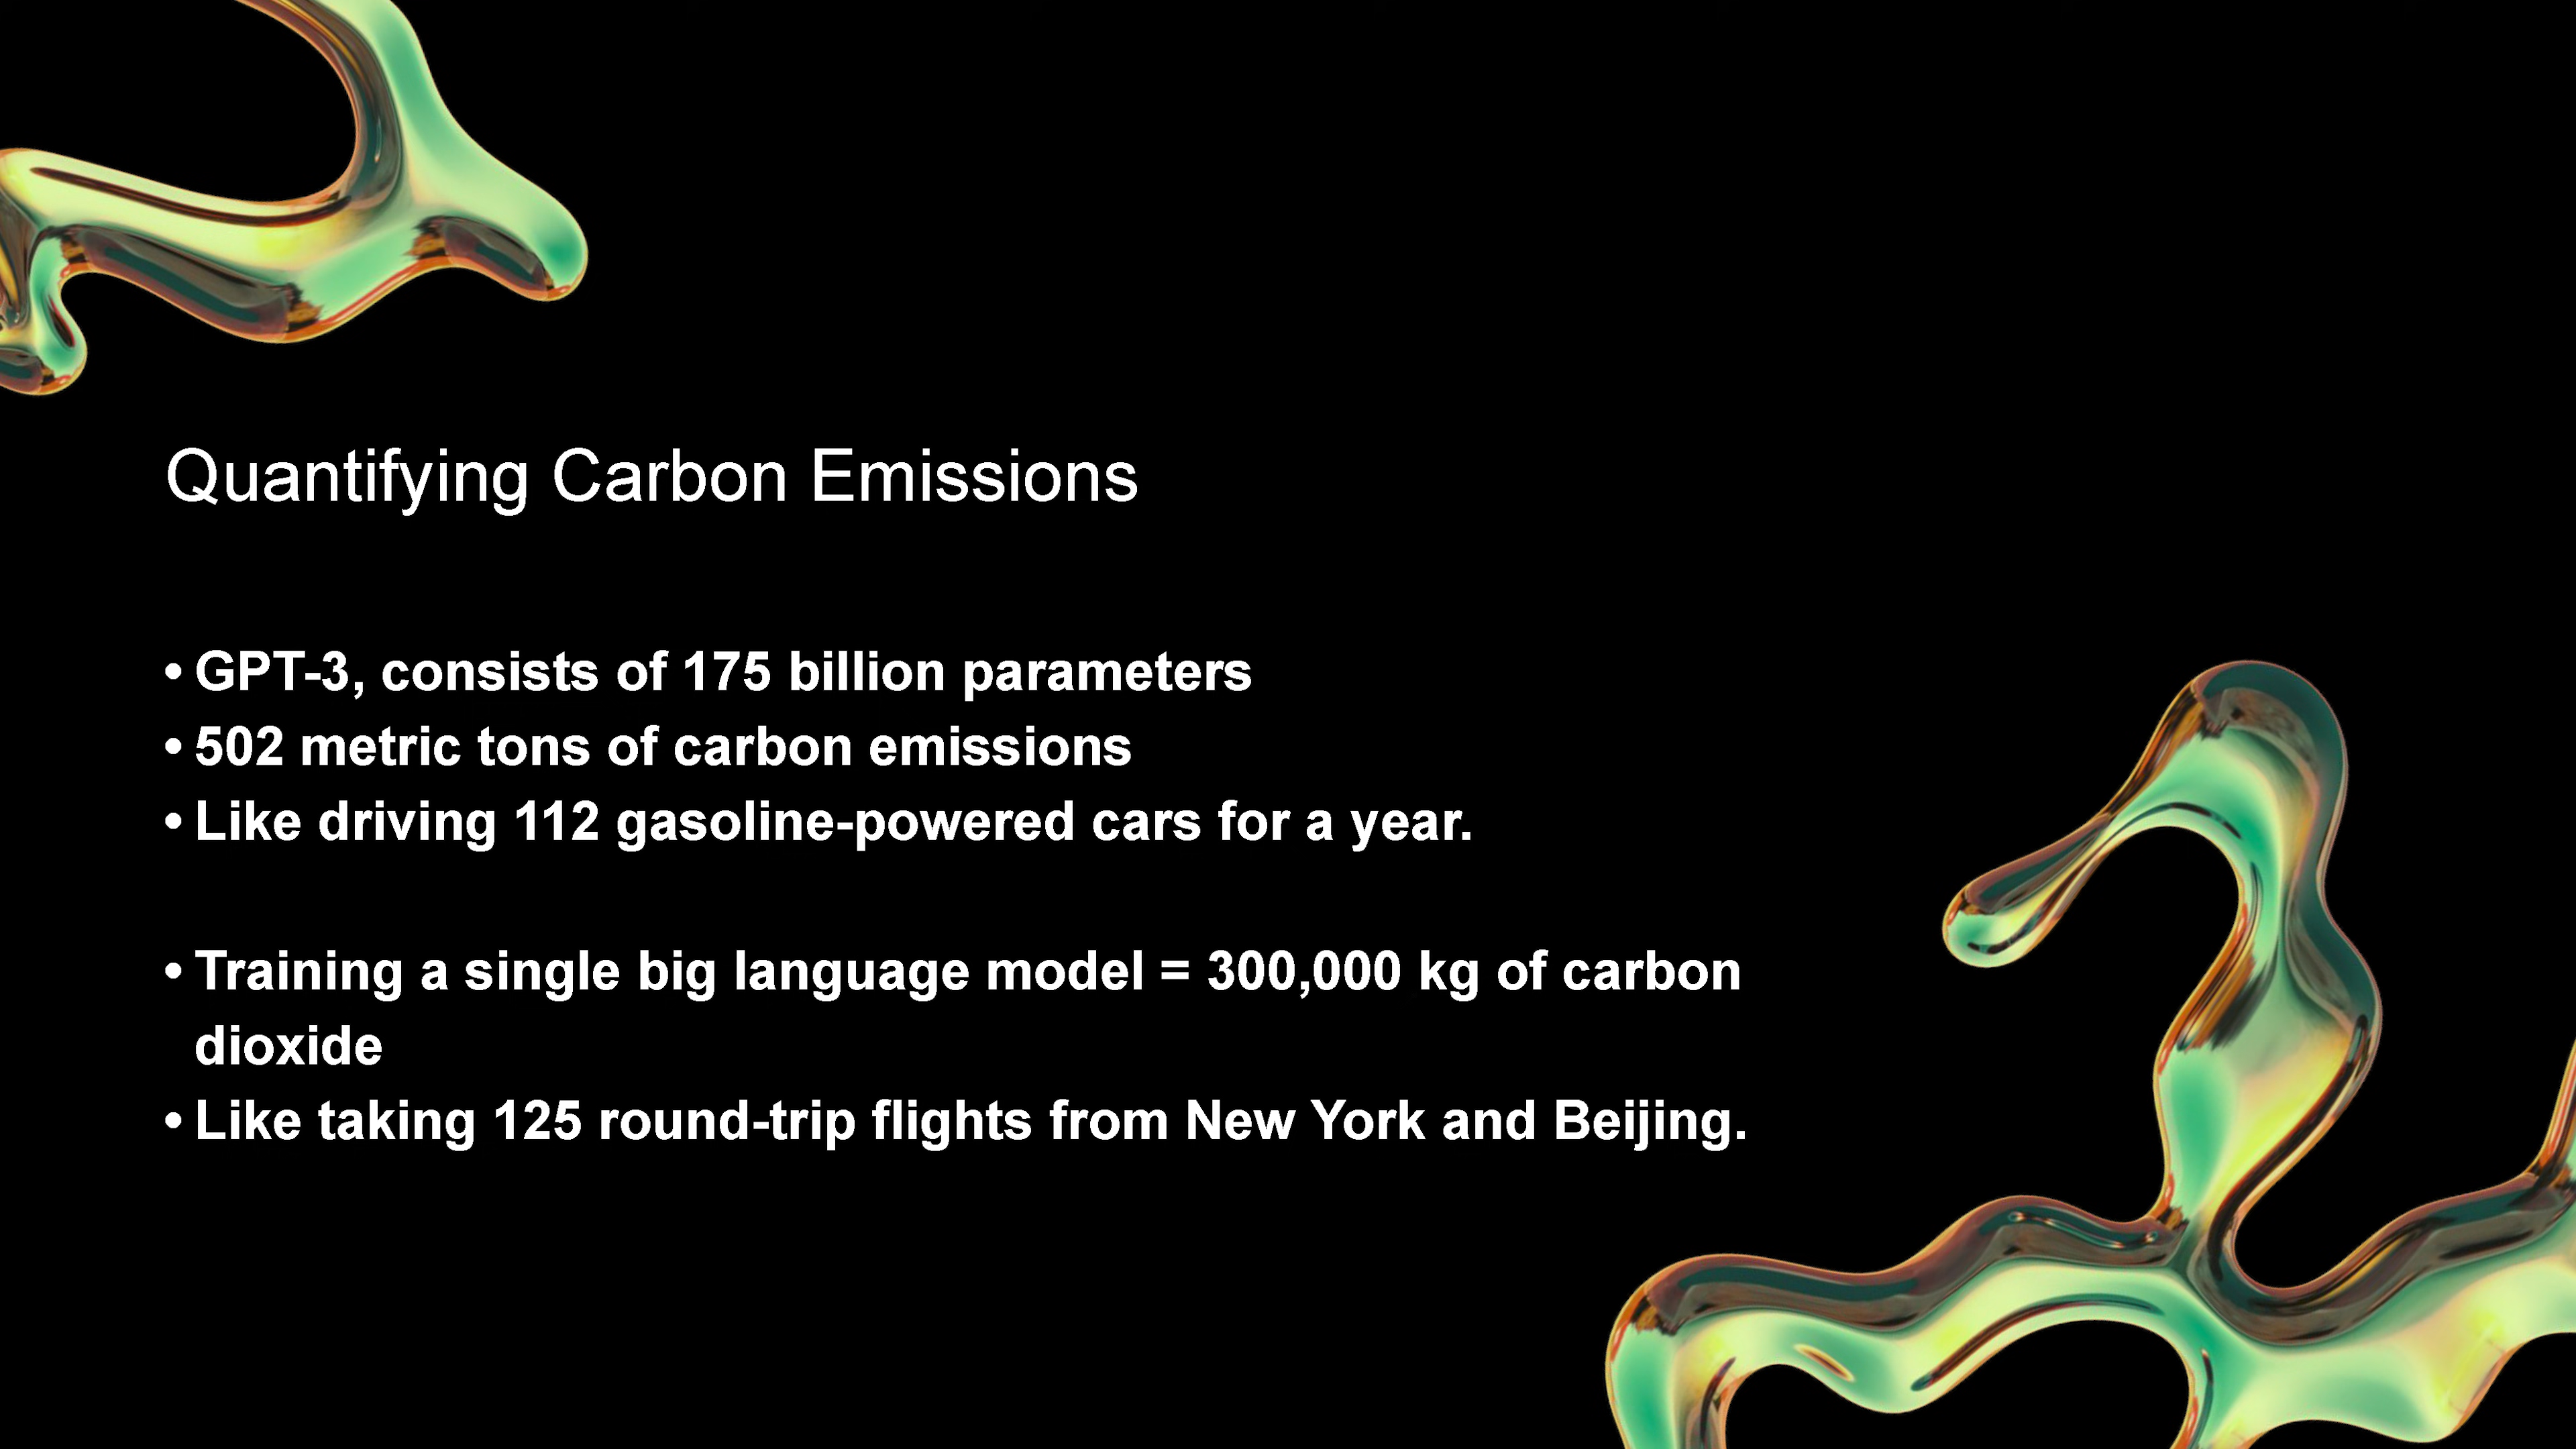 Quantifying Carbon Emissions
• GPT-3, consists of 175 billion parameters
• 502 metric tons of carbon emissions
• Like driving 112 gasoline-powered cars for a year.
• Training a single big language model = 300,000 kg of carbon
dioxide
• Like taking 125 round-trip flights from New York and Beijing.